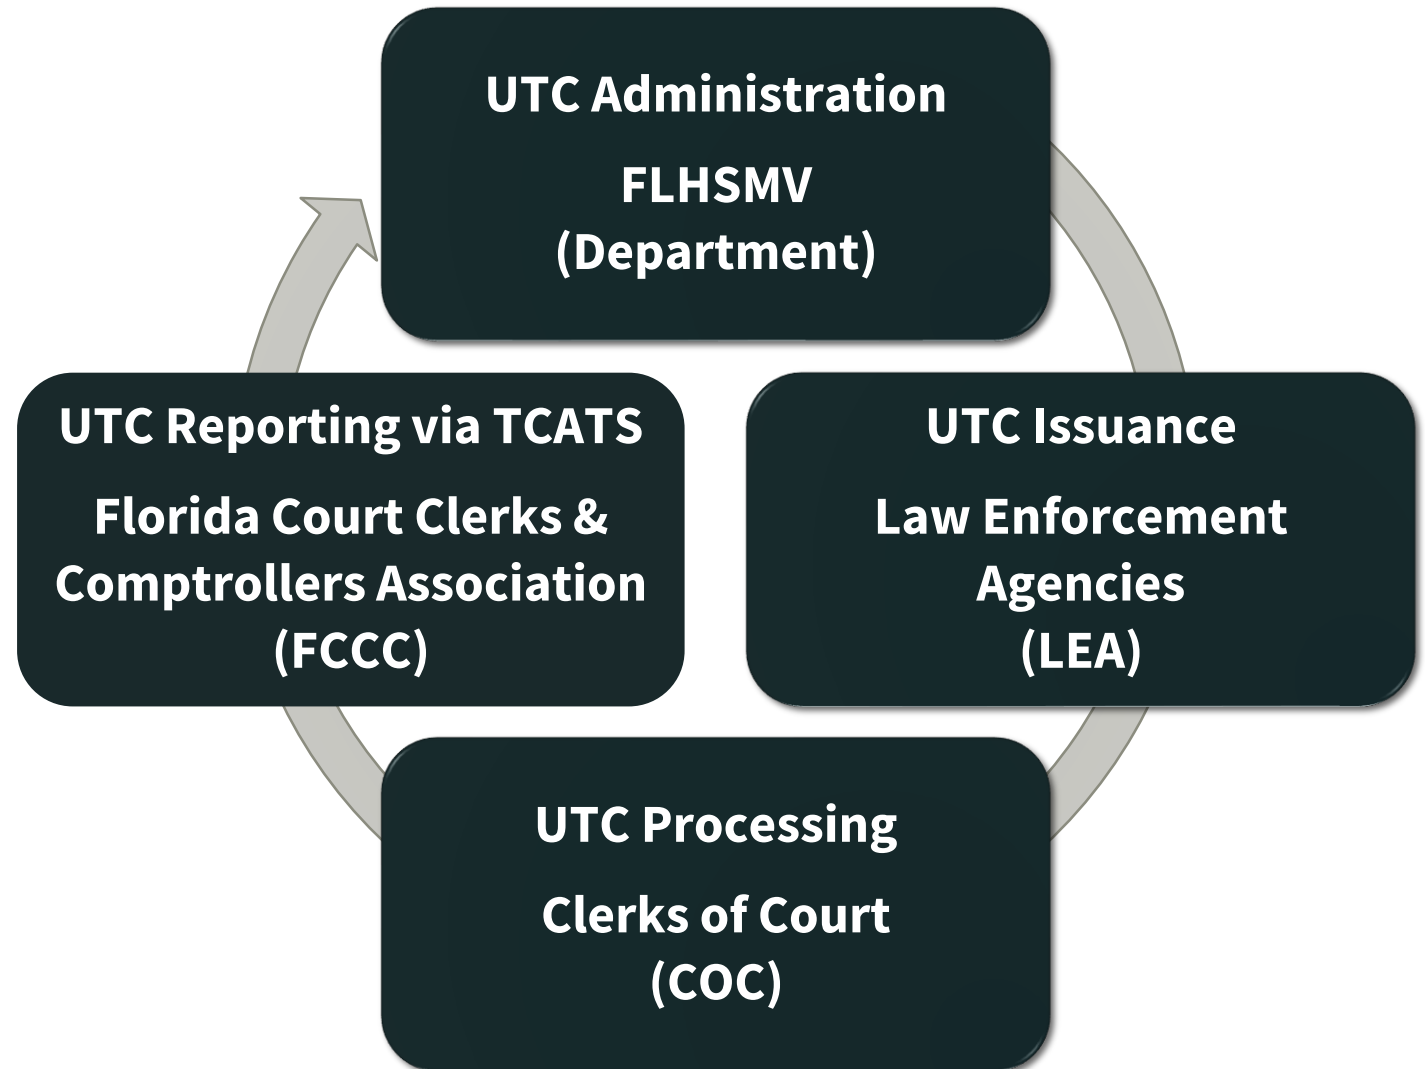 UTC Administration
FLHSMV
(Department)
UTC Reporting via TCATS
Florida Court Clerks &
Comptrollers Association
(FCCC)
UTC Issuance
Law Enforcement
Agencies
(LEA)
UTC Processing
Clerks of Court
(COC)